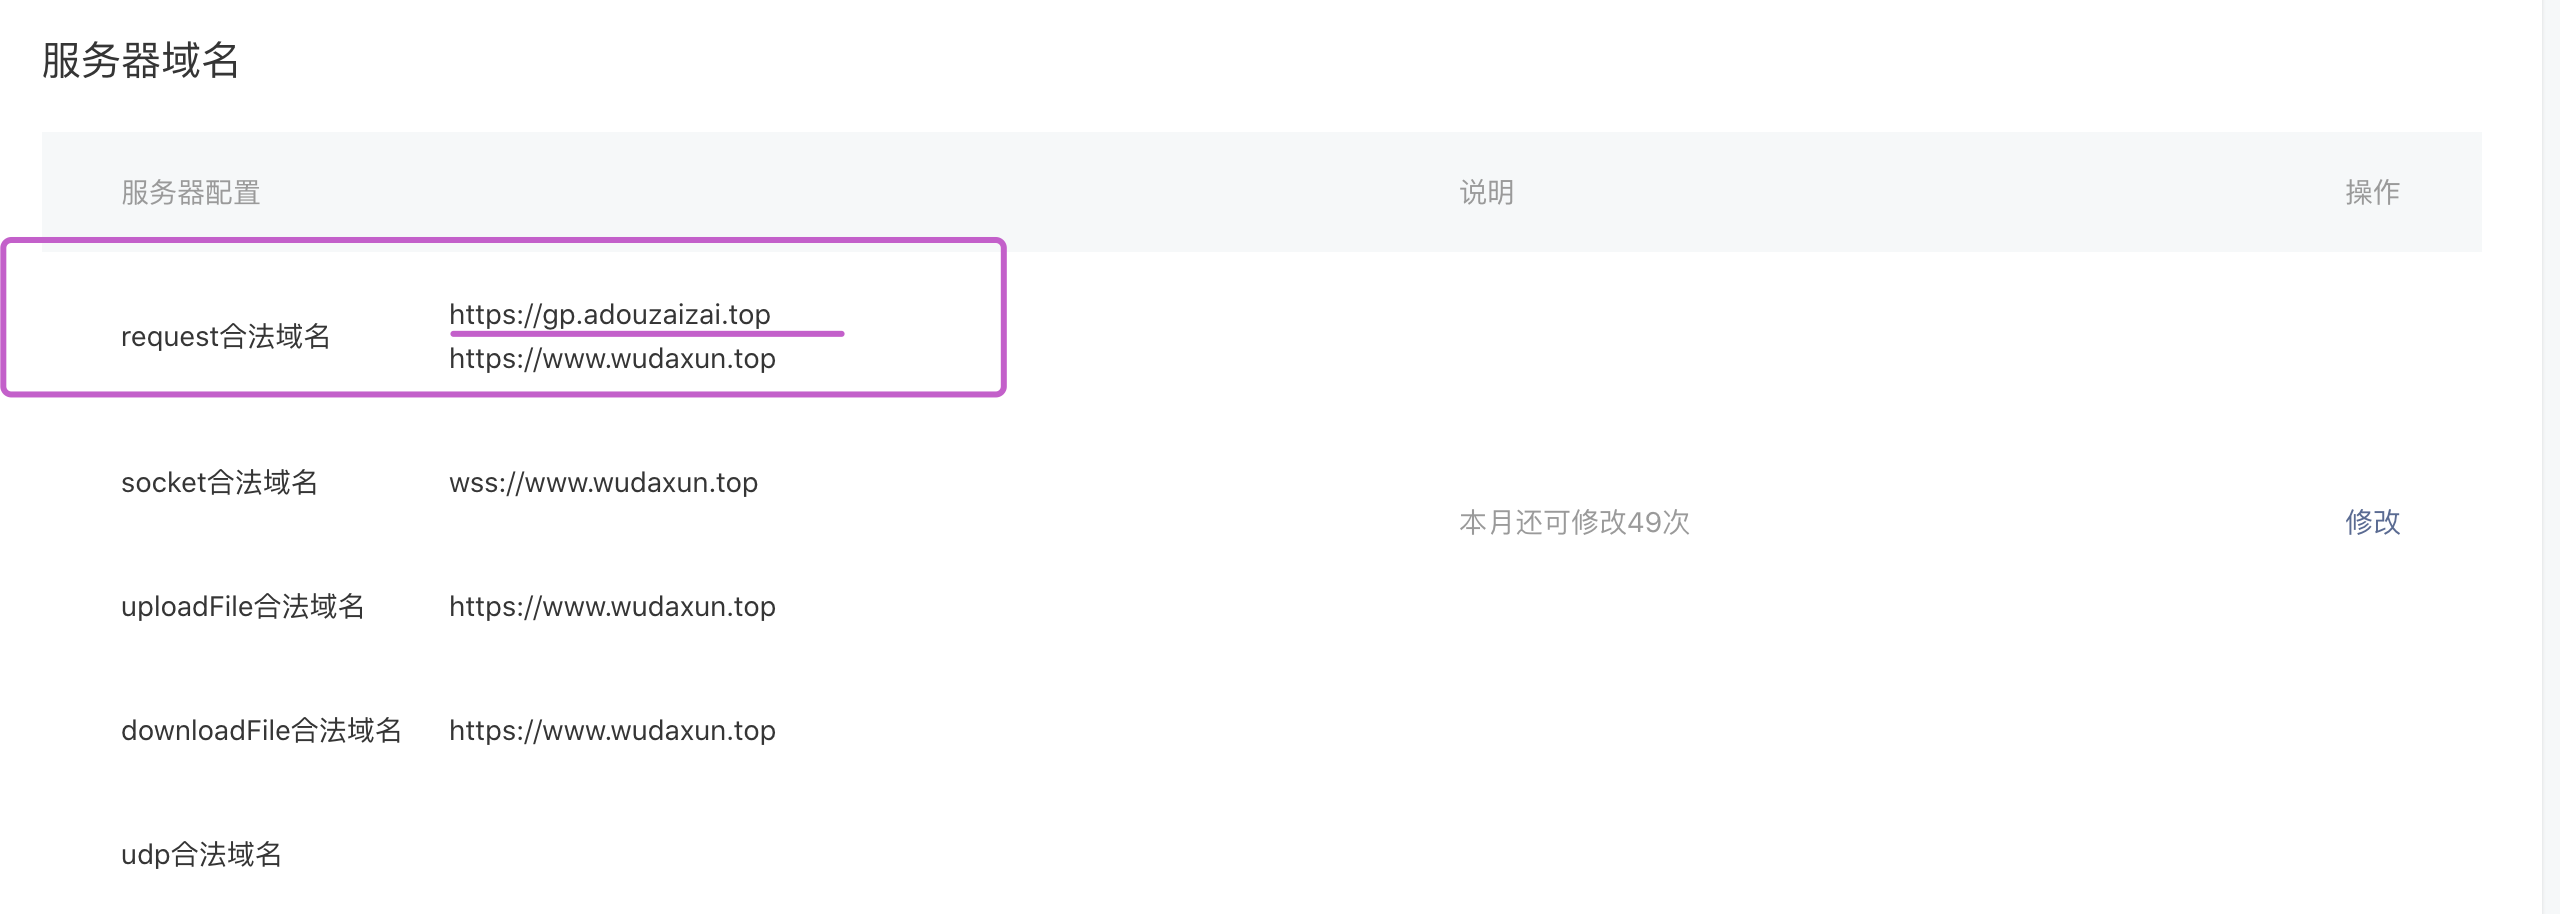 服务器域名
服务器配置 说明 操作
request合法域名 https://gp.adouzaizai.top
https://www.wudaxun.top
socket合法域名 wss://www.wudaxun.top
本月还可修改49次 修改
uploadFile合法域名 https://www.wudaxun.top
downloadFile合法域名 https://www.wudaxun.top
udp合法域名